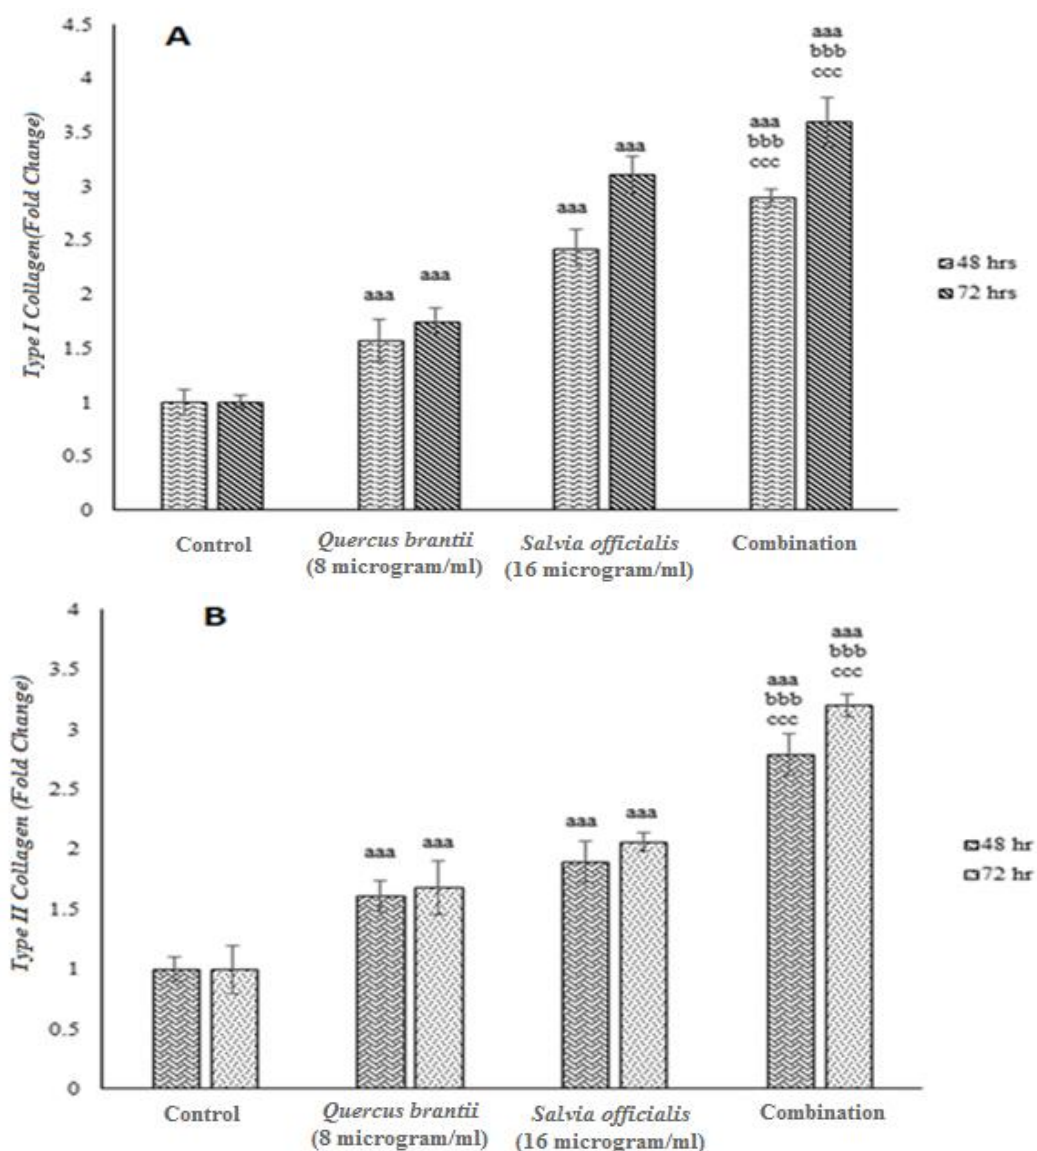 A
Type I Collagen(Fold Change)
4.5
4
3.5
3
2.5
2
1.5
1
0.5
0
aaa
aaa
aaa
aaa
aaa
bbb
ccc
aaa
bbb
ccc
48 hrs
72 hrs
Control
Quercus brantii
(8 microgram/ml)
Salvia officialis
(16 microgram/ml)
Combination
B
Type II Collagen (Fold Change)
4
3.5
3
2.5
2
1.5
1
0.5
0
aaa
aaa
aaa
aaa
aaa
bbb
ccc
aaa
bbb
ccc
48 hr
72 hr
Control
Quercus brantii
(8 microgram/ml)
Salvia officialis
(16 microgram/ml)
Combination